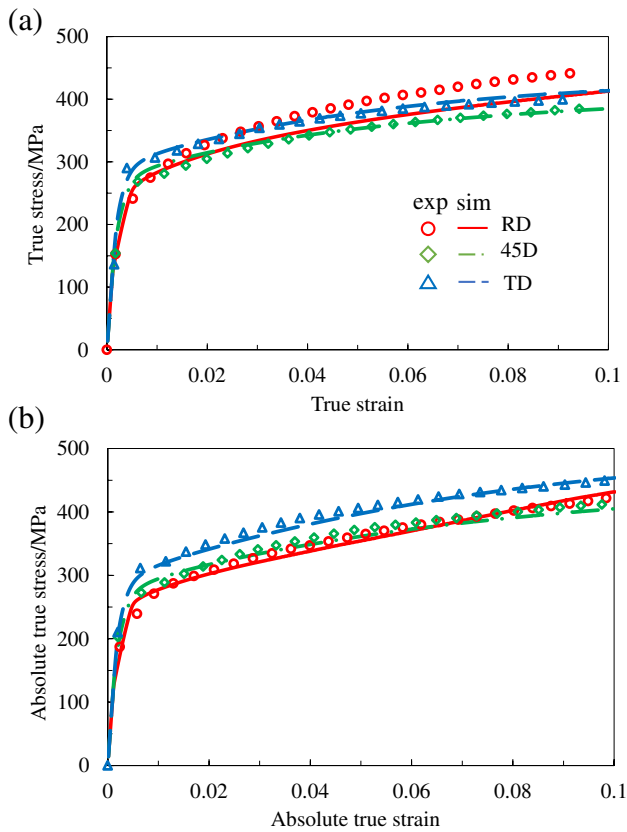 (a)
500
400
300
200
100
0
True stress/MPa
exp sim
RD
45D
TD
0 0.02 0.04 0.06 0.08 0.1
True strain
(b)
500
400
300
200
100
0
Absolute true stress/MPa
0 0.02 0.04 0.06 0.08 0.1
Absolute true strain